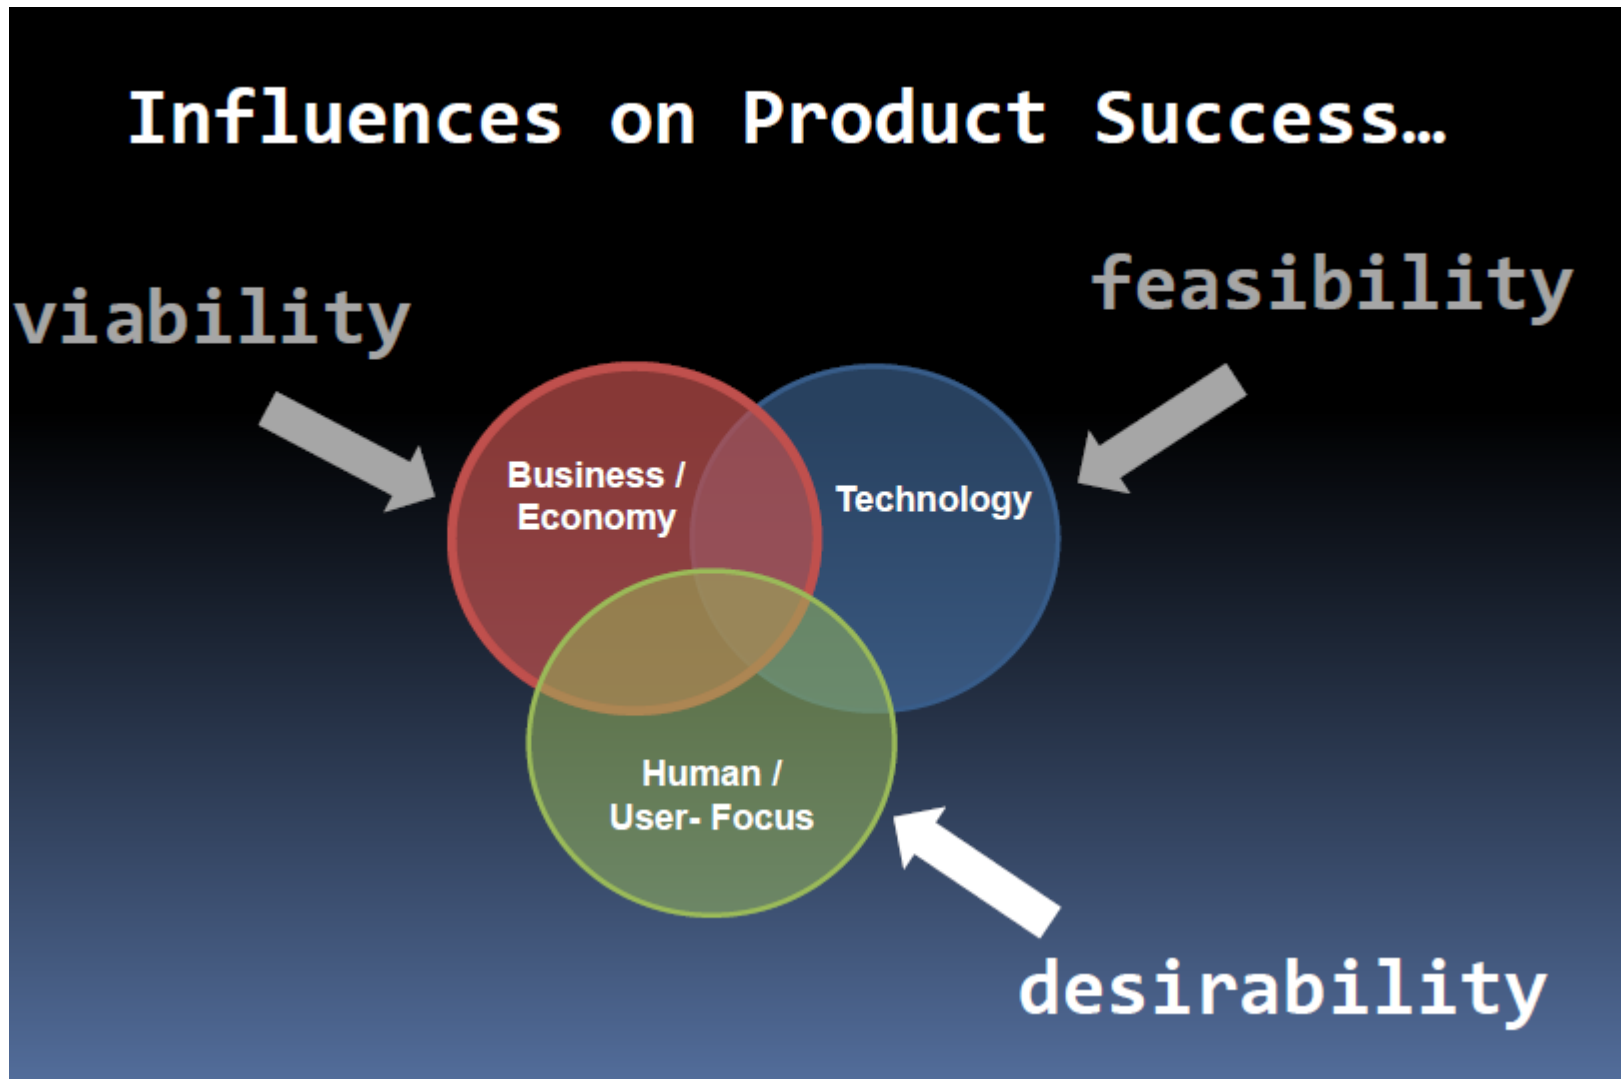 Influences on Product Success…
viability
feasibility
Business /
Economy
Technology
Human /
User- Focus
desirability